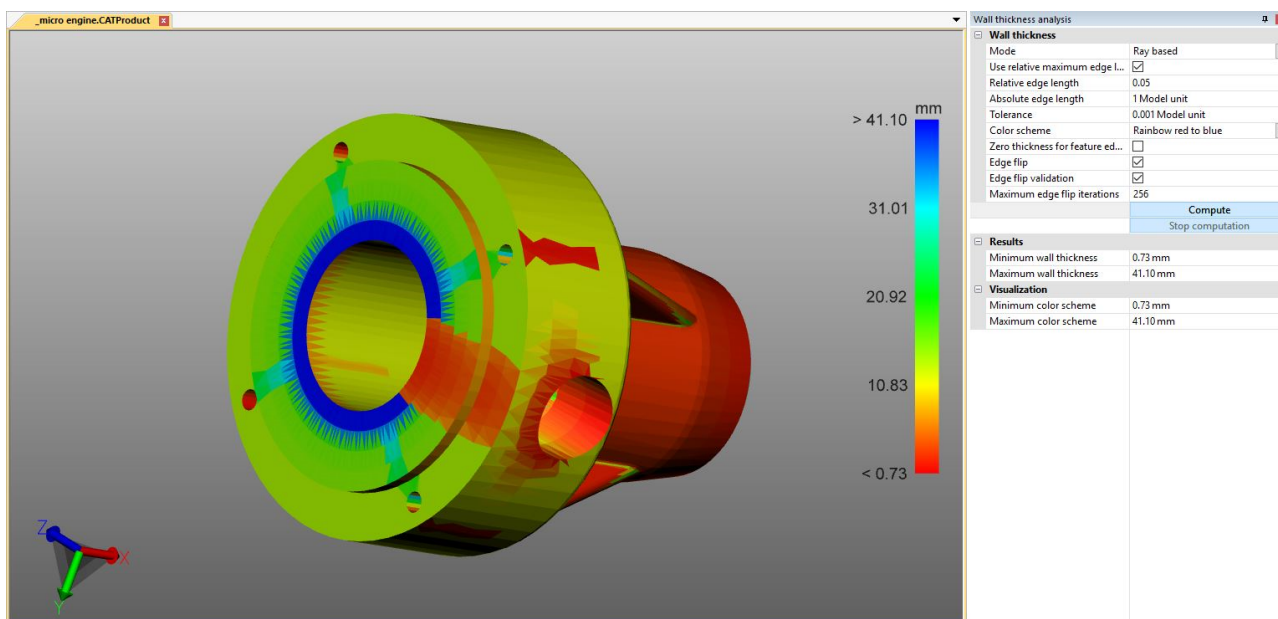 _micro engine.CATProduct
mm
> 41.10
31.01
20.92
10.83
< 0.73
Z
X
Y
Wall thickness analysis
Wall thickness
Mode Ray based
Use relative maximum edge l...
Relative edge length 0.05
Absolute edge length 1 Model unit
Tolerance 0.001 Model unit
Color scheme Rainbow red to blue
Zero thickness for feature ed...
Edge flip
Edge flip validation
Maximum edge flip iterations 256
Compute
Stop computation
Results
Minimum wall thickness 0.73 mm
Maximum wall thickness 41.10 mm
Visualization
Minimum color scheme 0.73 mm
Maximum color scheme 41.10 mm